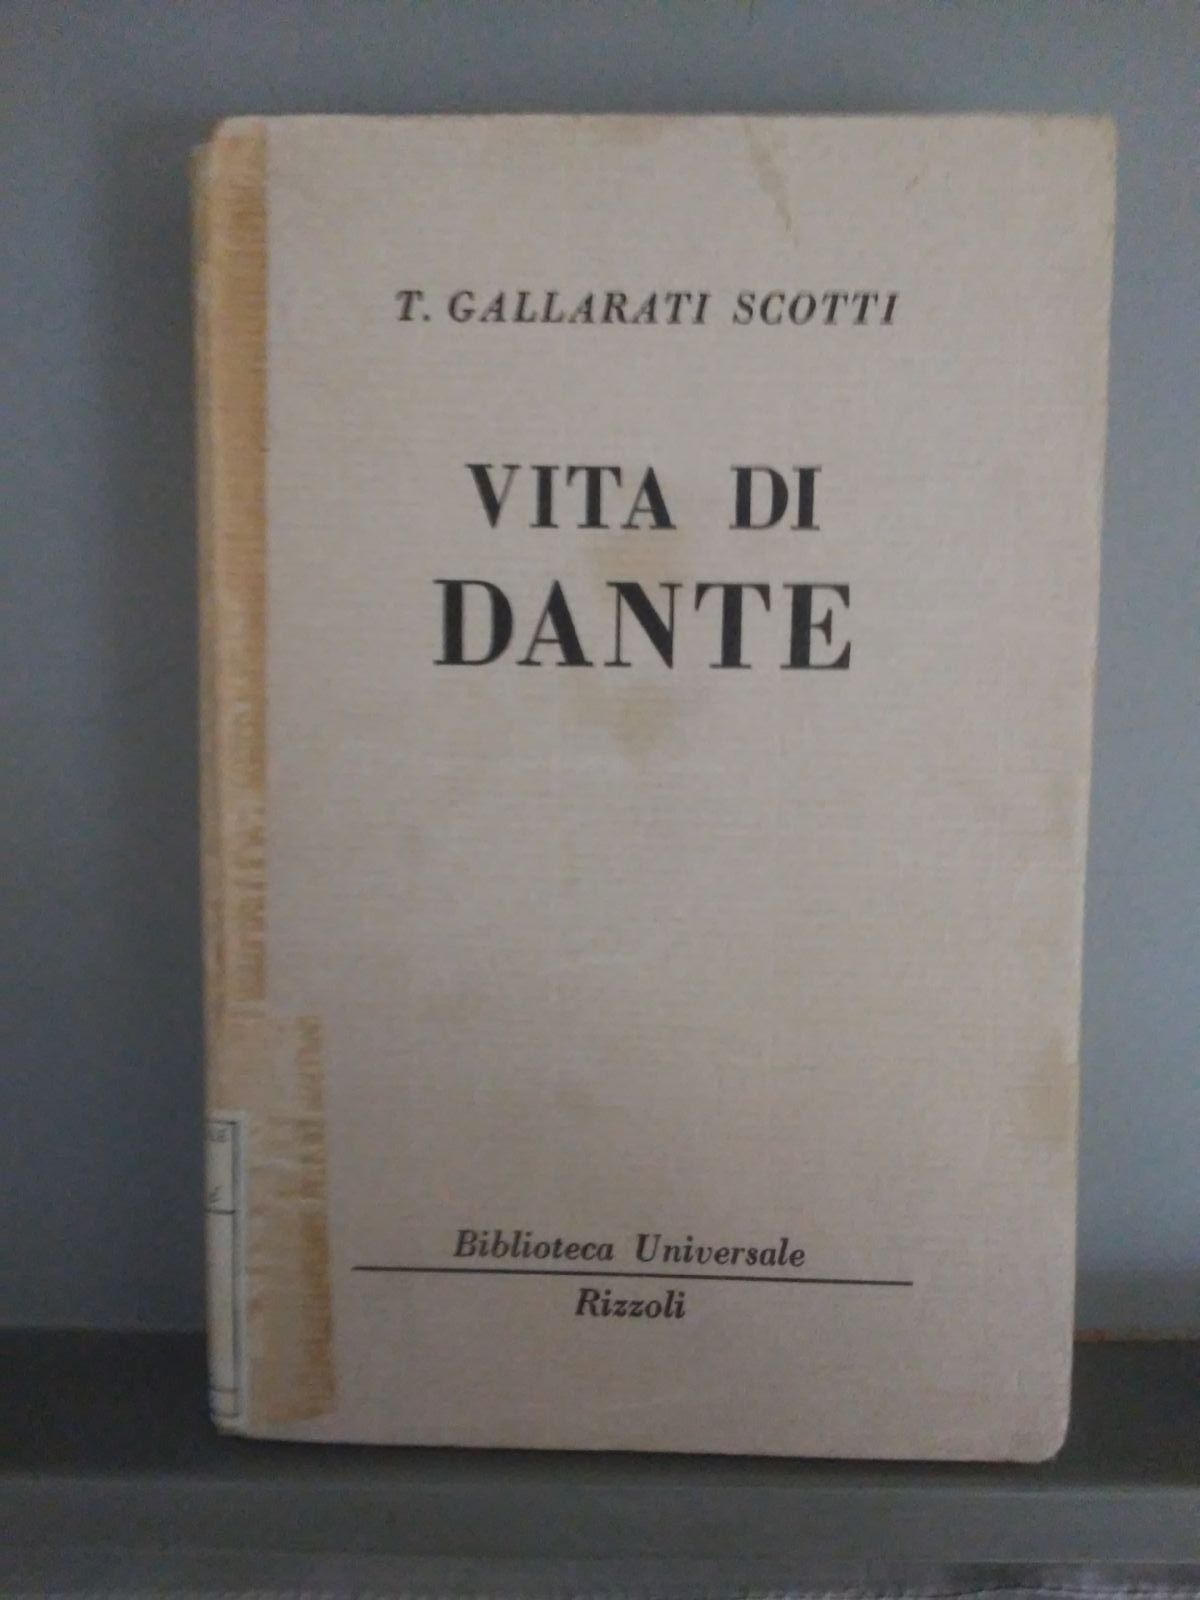 T. GALLARATI SCOTTI
VITA DI
DANTE
Biblioteca Universale
Rizzoli